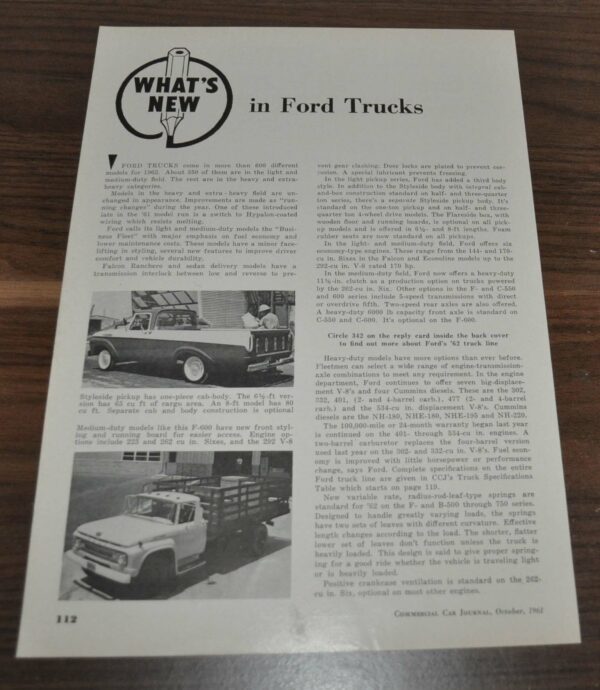 WHAT'S
NEW
in Ford Trucks
FORD TRUCKS come in more than 600 different
models for 1962. About 350 of them are in the light and
medium-duty field. The rest are in the heavy and extra-
heavy categories.
Models in the heavy and extra-heavy field are un-
changed in appearance. Improvements are made as "run-
ning changes" during the year. One of these introduced
late in the '61 model run is a switch to Hypalon-coated
wiring which resists melting.
Ford calls its light and medium-duty models the "Busi-
ness Fleet" with major emphasis on fuel economy and
lower maintenance costs. These models have a minor face-
lifting in styling, several new features to improve driver
comfort and vehicle durability.
Falcon Ranchero and sedan delivery models have a
transmission interlock between low and reverse to pre-
Styleside pickup has one-piece cab-body. The 6½-ft ver-
sion has 65 cu ft of cargo area. An 8-ft model has 80
cu ft. Separate cab and body construction is optional
Medium-duty models like this F-600 have new front styl-
ing and running board for easier access. Engine op-
tions include 223 and 262 cu in. Sixes, and the 292 V-8
vent gear clashing. Door locks are plated to prevent cor-
rosion. A special lubricant prevents freezing.
In the light pickup series, Ford has added a third body
style. In addition to the Styleside body with integral cab-
and-box construction standard on half- and three-quarter
ton series, there's a separate Styleside pickup body. It's
standard on the one-ton pickup and on half- and three-
quarter ton 4-wheel drive models. The Flareside box, with
wooden floor and running boards, is optional on all pick-
up models and is offered in 6½- and 8-ft lengths. Foam
rubber seats are now standard on all pickups.
In the light- and medium-duty field, Ford offers six
economy-type engines. These range from the 144- and 170-
cu in. Sixes in the Falcon and Econoline models up to the
292-cu in. V-8 rated 170 hp.
In the medium-duty field, Ford now offers a heavy-duty
11½-in. clutch as a production option on trucks powered
by the 262-cu in. Six. Other options in the F- and C-550
and 600 series include 5-speed transmissions with direct
or overdrive fifth. Two-speed rear axles are also offered.
A heavy-duty 6000 lb capacity front axle is standard on
C-550 and C-600. It's optional on the F-600.
Circle 342 on the reply card inside the back cover
to find out more about Ford's '62 truck line
Heavy-duty models have more options than ever before.
Fleetmen can select a wide range of engine-transmission-
axle combinations to meet any requirement. In the engine
department, Ford continues to offer seven big-displace-
ment V-8's and four Cummins diesels. These are the 302,
332, 401, (2- and 4-barrel carb.), 477 (2- and 4-barrel
carb.) and the 534-cu in. displacement V-8's. Cummins
diesels are the NH-180, NHE-180, NHE-195 and NH-220.
The 100,000-mile or 24-month warranty began last year
is continued on the 401- through 534-cu in. engines. A
two-barrel carburetor replaces the four-barrel version
used last year on the 302- and 332-cu in. V-8's. Fuel econ-
omy is improved with little horsepower or performance
change, says Ford. Complete specifications on the entire
Ford truck line are given in CCJ's Truck Specifications
Table which starts on page 119.
New variable rate, radius-rod-leaf-type springs are
standard for '62 on the F- and B-500 through 750 series.
Designed to handle greatly varying loads, the springs
have two sets of leaves with different curvature. Effective
length changes according to the load. The shorter, flatter
lower set of leaves don't function unless the truck is
heavily loaded. This design is said to give proper spring-
ing for a good ride whether the vehicle is traveling light
or is heavily loaded.
Positive crankcase ventilation is standard on the 262-
cu in. Six, optional on most other engines.
112
COMMERCIAL CAR JOURNAL, October, 1961